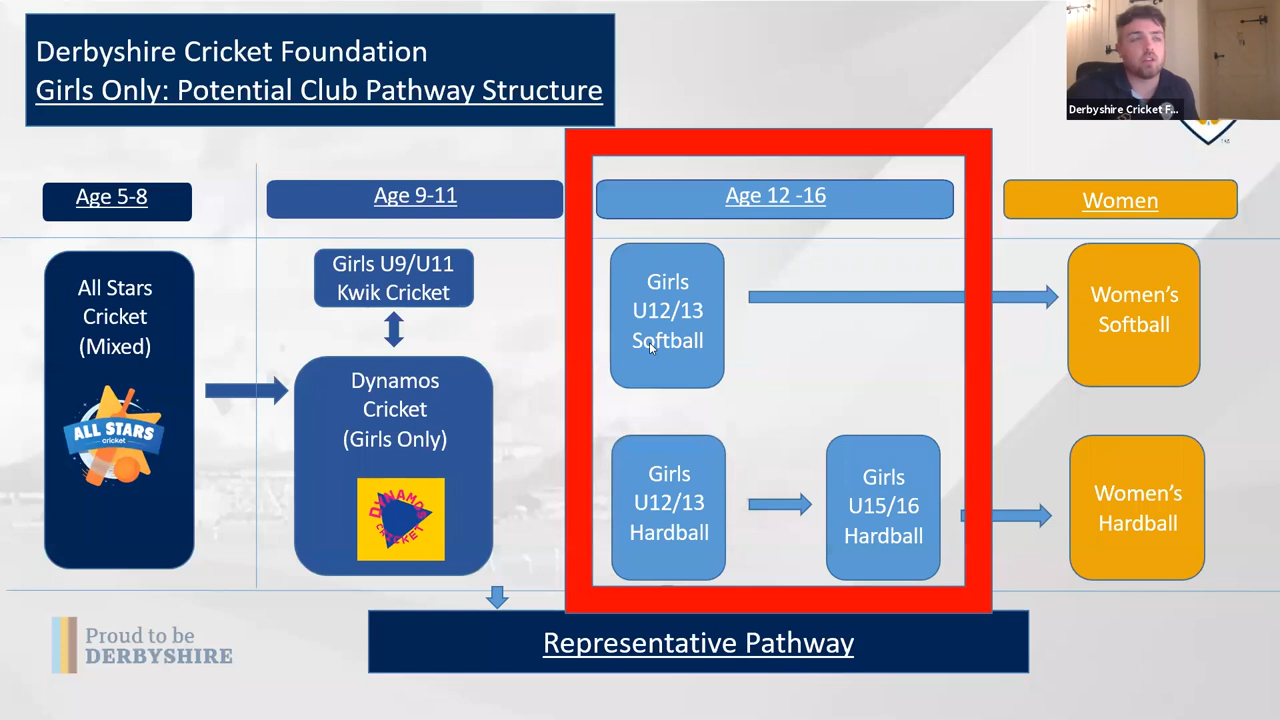 Derbyshire Cricket Foundation
Girls Only: Potential Club Pathway Structure
Derbyshire Cricket F...
Age 5-8
Age 9-11
Age 12 -16
Women
All Stars
Cricket
(Mixed)
ALL STARS
cricket
Girls U9/U11
Kwik Cricket
Dynamos
Cricket
(Girls Only)
DYNAMOS
CRICKET
Girls
U12/13
Softball
Women's
Softball
Girls
U12/13
Hardball
Girls
U15/16
Hardball
Women's
Hardball
Representative Pathway
Proud to be
DERBYSHIRE